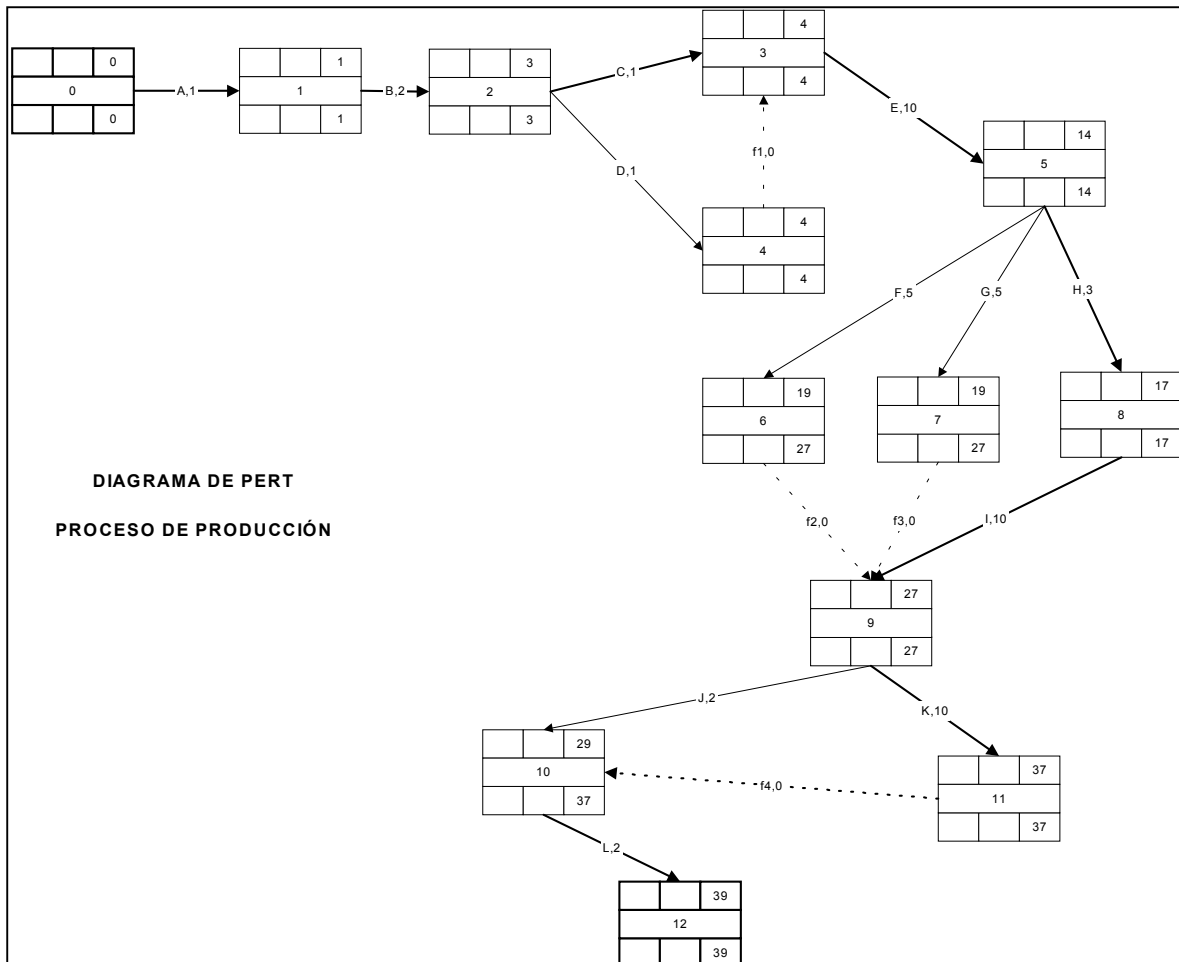 4
C,1
3
4
0
0
0
A,1
1
1
1
B,2
3
2
3
E,10
14
5
14
f1,0
D,1
4
4
4
F,5
G,5
H,3
19
6
27
19
7
27
17
8
17
DIAGRAMA DE PERT
PROCESO DE PRODUCCIÓN
f2,0
f3,0
I,10
27
9
27
J,2
K,10
29
10
37
f4,0
37
11
37
L,2
39
12
39